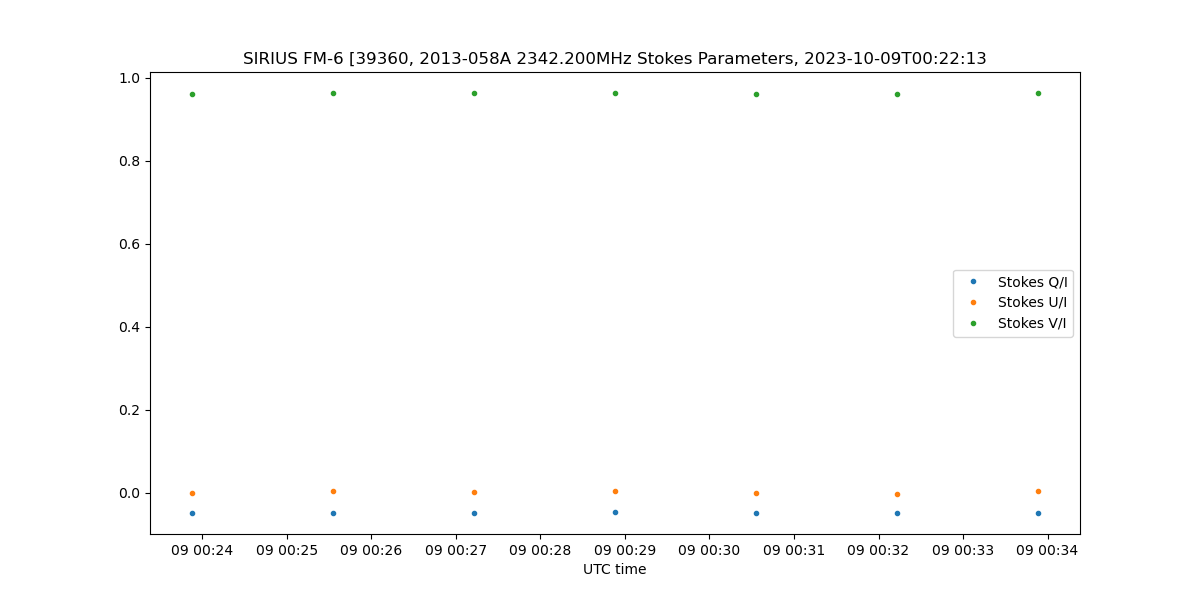 SIRIUS FM-6 [39360, 2013-058A 2342.200MHz Stokes Parameters, 2023-10-09T00:22:13
1.0
0.8
0.6
0.4
0.2
0.0
Stokes Q/I
Stokes U/I
Stokes V/I
09 00:24 09 00:25 09 00:26 09 00:27 09 00:28 09 00:29 09 00:30 09 00:31 09 00:32 09 00:33 09 00:34
UTC time